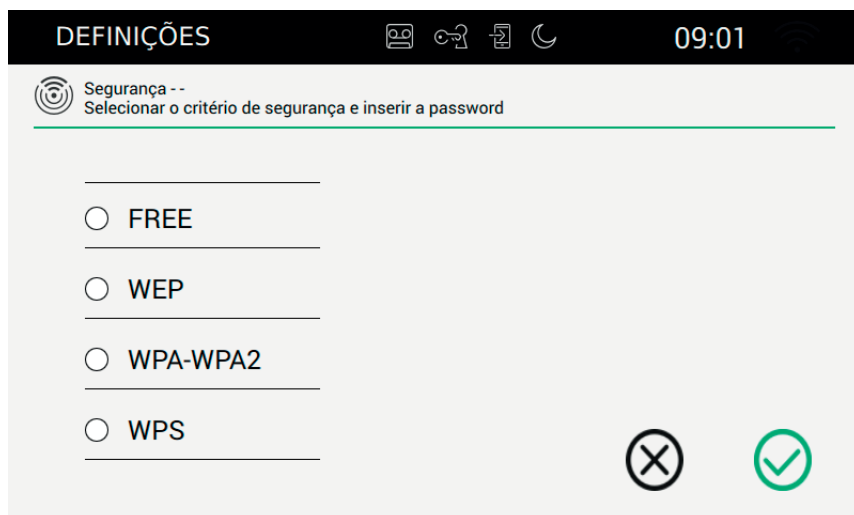 DEFINIÇÕES 09:01
Segurança - -
Selecionar o critério de segurança e inserir a password
FREE
WEP
WPA-WPA2
WPS